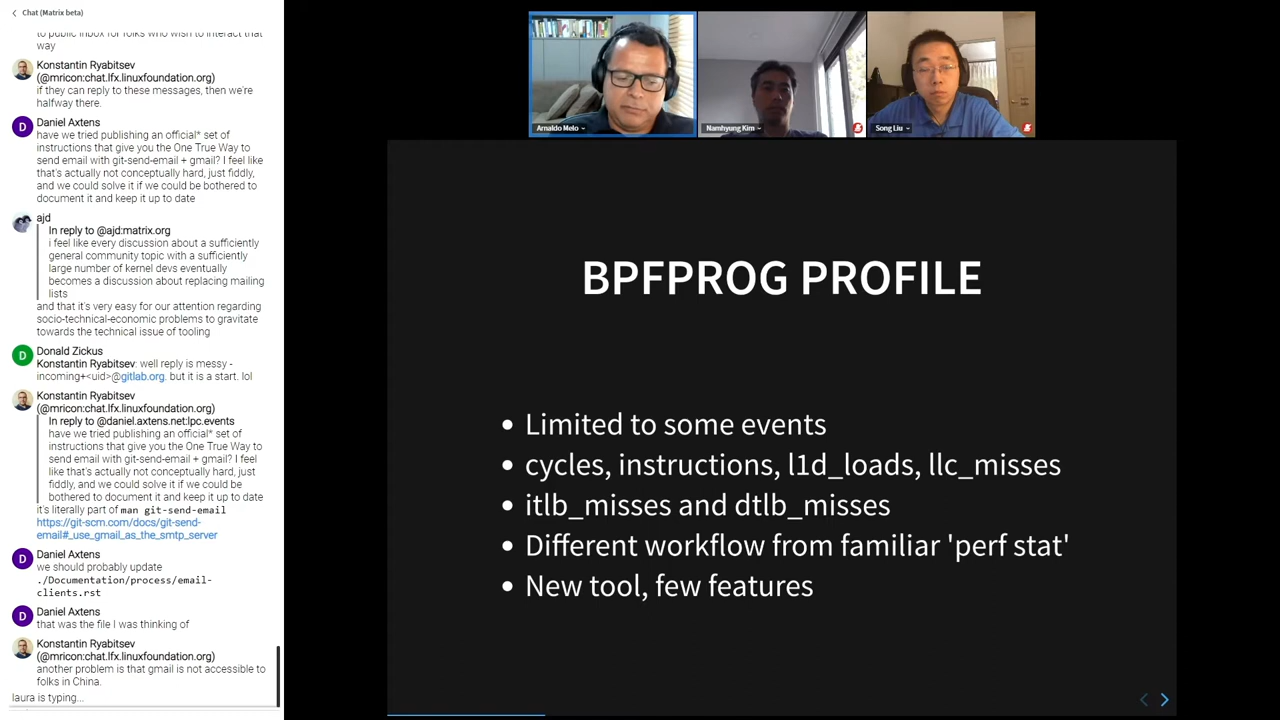 Chat (Matrix beta)
to public inbox for folks who wish to interact that
way
Konstantin Ryabitsev
(@mricon:chat.lfx.linuxfoundation.org)
if they can reply to these messages, then we're
halfway there.
D
Daniel Axtens
have we tried publishing an official* set of
instructions that give you the One True Way to
send email with git-send-email + gmail? I feel like
that's actually not conceptually hard, just fiddly,
and we could solve it if we could be bothered to
document it and keep it up to date
ajd
In reply to @ajd:matrix.org
i feel like every discussion about a sufficiently
general community topic with a sufficiently
large number of kernel devs eventually
becomes a discussion about replacing mailing
lists
and that it's very easy for our attention regarding
socio-technical-economic problems to gravitate
towards the technical issue of tooling
D
Donald Zickus
Konstantin Ryabitsev: well reply is messy -
incoming+<uid>@gitlab.org. but it is a start. lol
Konstantin Ryabitsev
(@mricon:chat.lfx.linuxfoundation.org)
In reply to @daniel.axtens.net:lpc.events
have we tried publishing an official* set of
instructions that give you the One True Way to
send email with git-send-email + gmail? I feel
like that's actually not conceptually hard, just
fiddly, and we could solve it if we could be
bothered to document it and keep it up to date
it's literally part of man git-send-email
https://git-scm.com/docs/git-send-
email#_use_gmail_as_the_smtp_server
D
Daniel Axtens
we should probably update
./Documentation/process/email-
clients.rst
D
Daniel Axtens
that was the file I was thinking of
Konstantin Ryabitsev
(@mricon:chat.lfx.linuxfoundation.org)
another problem is that gmail is not accessible to
folks in China.
laura is typing...
Arnaldo Melo
Namhyung Kim
Song Liu
BPFPROG PROFILE
• Limited to some events
• cycles, instructions, l1d_loads, llc_misses
• itlb_misses and dtlb_misses
• Different workflow from familiar 'perf stat'
• New tool, few features